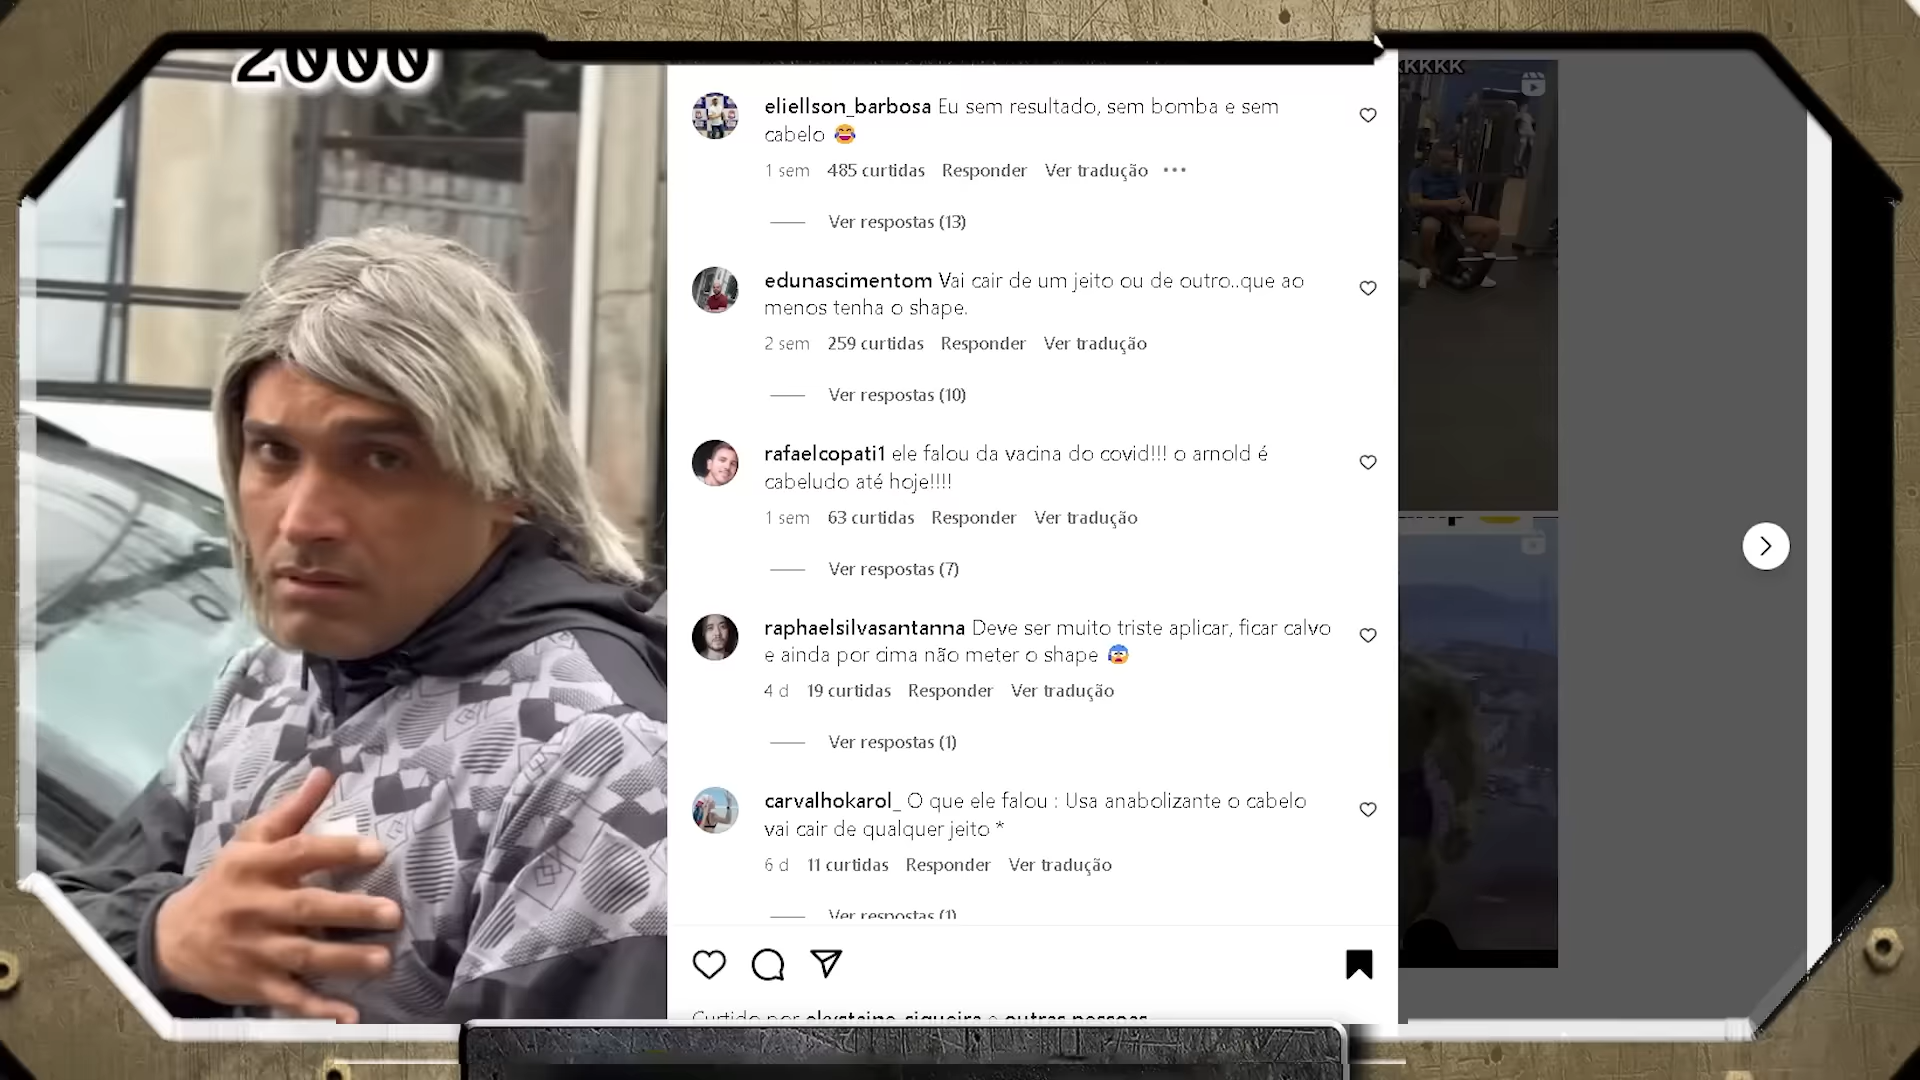 2000
KKKKK
eliellson_barbosa Eu sem resultado, sem bomba e sem
cabelo 😂
1 sem 485 curtidas Responder Ver tradução •••
Ver respostas (13)
edunascimentom Vai cair de um jeito ou de outro..que ao
menos tenha o shape.
2 sem 259 curtidas Responder Ver tradução
Ver respostas (10)
rafaelcopati1 ele falou da vacina do covid!!! o arnold é
cabeludo até hoje!!!!
1 sem 63 curtidas Responder Ver tradução
Ver respostas (7)
raphaelsilvasantanna Deve ser muito triste aplicar, ficar calvo
e ainda por cima não meter o shape 😰
4 d 19 curtidas Responder Ver tradução
Ver respostas (1)
carvalhokarol_ O que ele falou : Usa anabolizante o cabelo
vai cair de qualquer jeito *
6 d 11 curtidas Responder Ver tradução
Ver respostas (1)
Curtido por elystaine_siqueira e outras pessoas